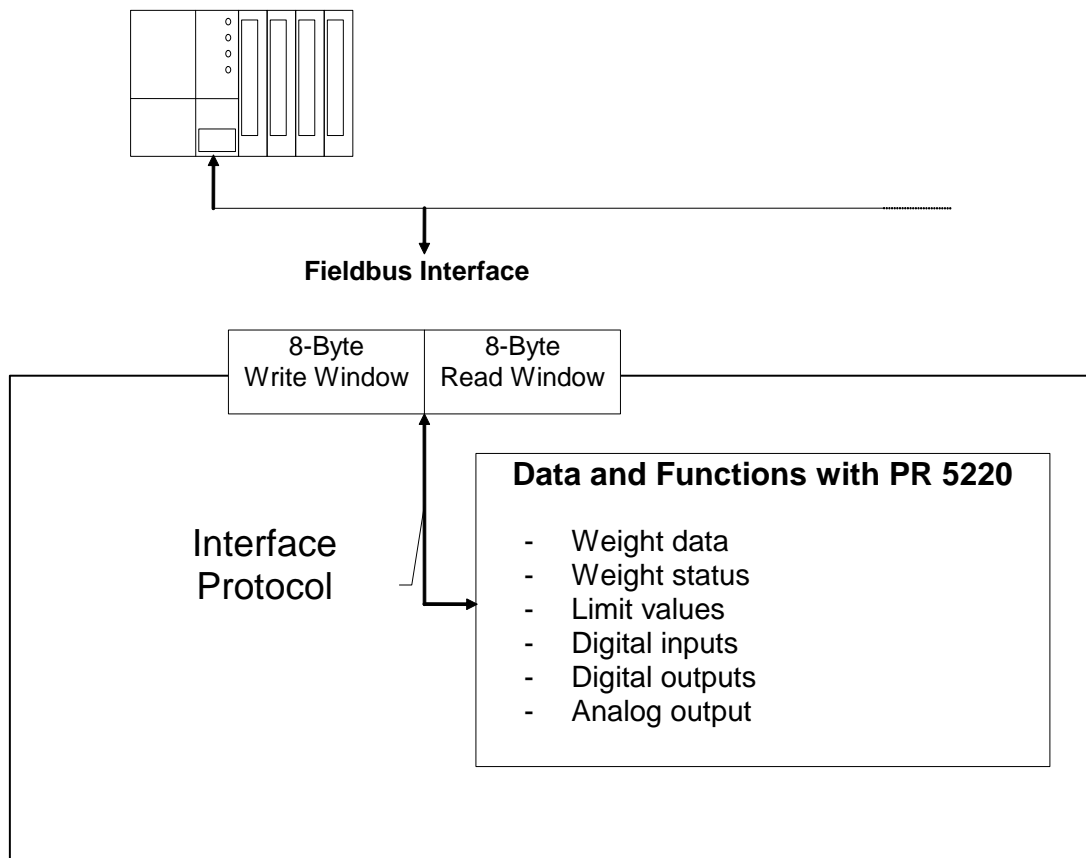 Fieldbus Interface
8-Byte
Write Window
8-Byte
Read Window
Data and Functions with PR 5220
Interface
Protocol
- Weight data
- Weight status
- Limit values
- Digital inputs
- Digital outputs
- Analog output